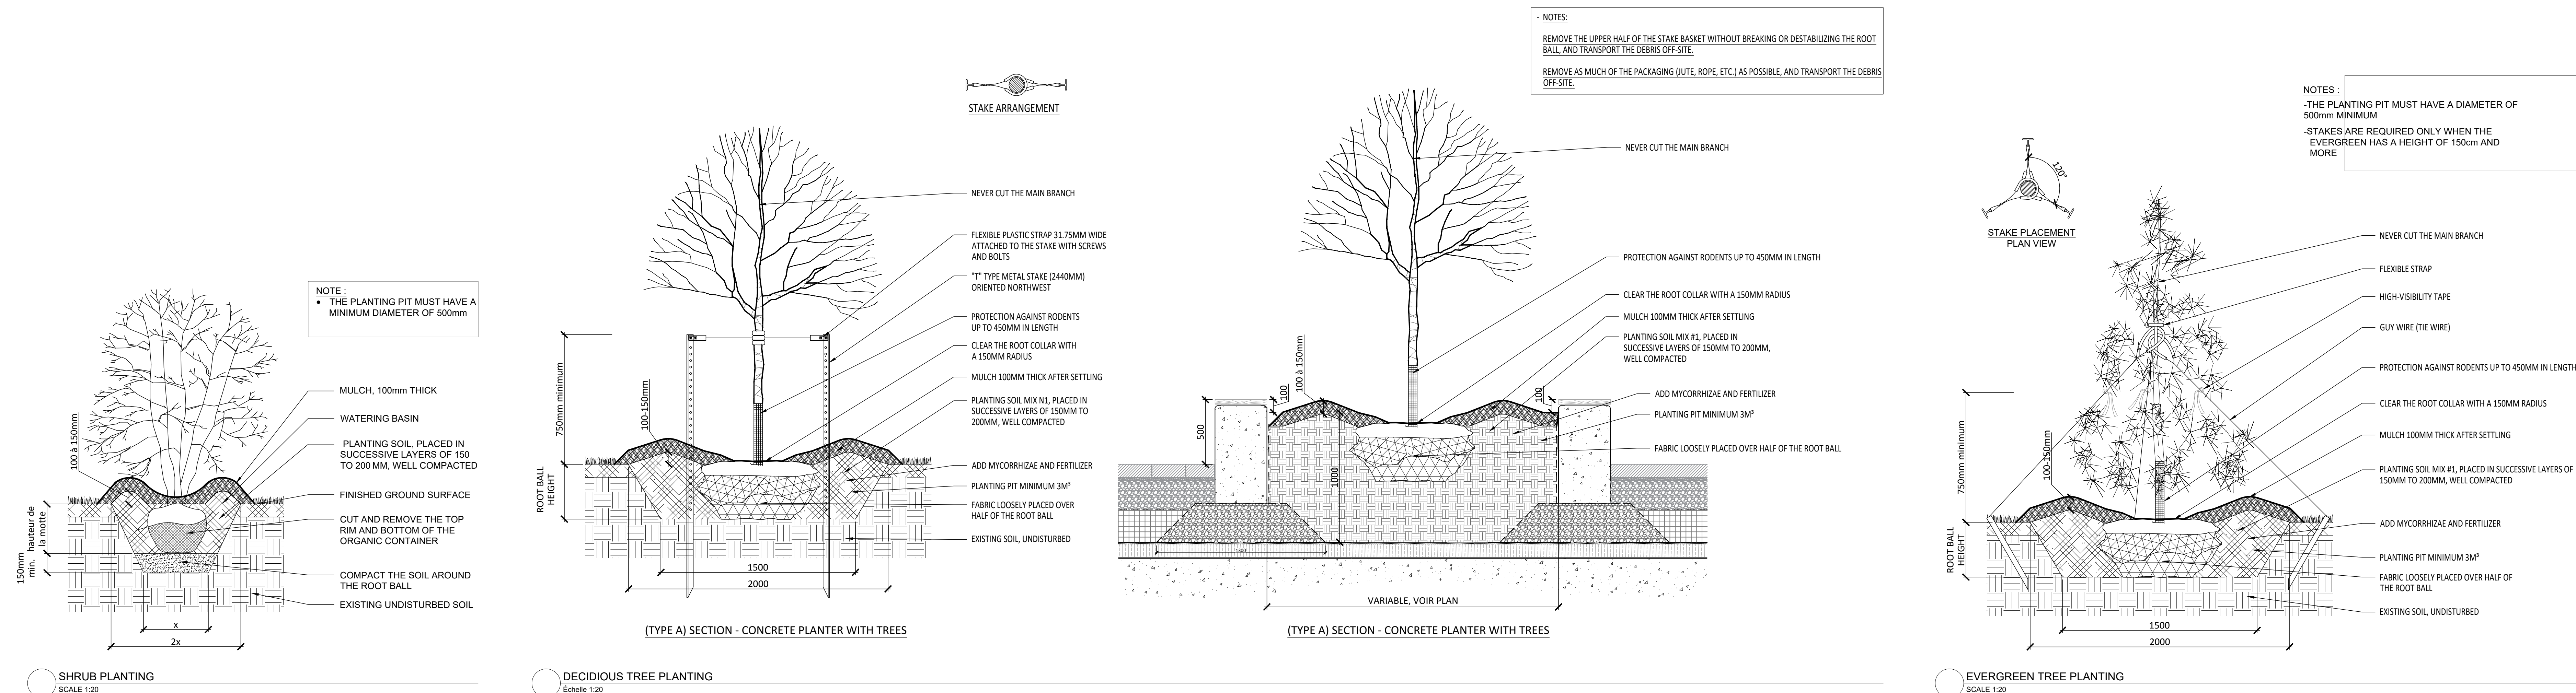 NOTE :
• THE PLANTING PIT MUST HAVE A
MINIMUM DIAMETER OF 500mm
100 à 150mm
MULCH, 100mm THICK
WATERING BASIN
PLANTING SOIL, PLACED IN
SUCCESSIVE LAYERS OF 150
TO 200 MM, WELL COMPACTED
FINISHED GROUND SURFACE
CUT AND REMOVE THE TOP
RIM AND BOTTOM OF THE
ORGANIC CONTAINER
COMPACT THE SOIL AROUND
THE ROOT BALL
EXISTING UNDISTURBED SOIL
hauteur de
la motte
150mm
min.
x
2x
SHRUB PLANTING
SCALE 1:20
STAKE ARRANGEMENT
NEVER CUT THE MAIN BRANCH
FLEXIBLE PLASTIC STRAP 31.75MM WIDE
ATTACHED TO THE STAKE WITH SCREWS
AND BOLTS
"T" TYPE METAL STAKE (2440MM)
ORIENTED NORTHWEST
PROTECTION AGAINST RODENTS
UP TO 450MM IN LENGTH
CLEAR THE ROOT COLLAR WITH
A 150MM RADIUS
MULCH 100MM THICK AFTER SETTLING
PLANTING SOIL MIX N1, PLACED IN
SUCCESSIVE LAYERS OF 150MM TO
200MM, WELL COMPACTED
ADD MYCORRHIZAE AND FERTILIZER
PLANTING PIT MINIMUM 3M³
FABRIC LOOSELY PLACED OVER
HALF OF THE ROOT BALL
EXISTING SOIL, UNDISTURBED
750mm minimum
100-150mm
ROOT BALL
HEIGHT
1500
2000
(TYPE A) SECTION - CONCRETE PLANTER WITH TREES
DECIDIOUS TREE PLANTING
Échelle 1:20
- NOTES:
REMOVE THE UPPER HALF OF THE STAKE BASKET WITHOUT BREAKING OR DESTABILIZING THE ROOT
BALL, AND TRANSPORT THE DEBRIS OFF-SITE.
REMOVE AS MUCH OF THE PACKAGING (JUTE, ROPE, ETC.) AS POSSIBLE, AND TRANSPORT THE DEBRIS
OFF-SITE.
NEVER CUT THE MAIN BRANCH
PROTECTION AGAINST RODENTS UP TO 450MM IN LENGTH
CLEAR THE ROOT COLLAR WITH A 150MM RADIUS
MULCH 100MM THICK AFTER SETTLING
PLANTING SOIL MIX #1, PLACED IN
SUCCESSIVE LAYERS OF 150MM TO 200MM,
WELL COMPACTED
ADD MYCORRHIZAE AND FERTILIZER
PLANTING PIT MINIMUM 3M³
FABRIC LOOSELY PLACED OVER HALF OF THE ROOT BALL
500
100
100 à 150mm
100
1000
1300
VARIABLE, VOIR PLAN
(TYPE A) SECTION - CONCRETE PLANTER WITH TREES
NOTES :
-THE PLANTING PIT MUST HAVE A DIAMETER OF
500mm MINIMUM
-STAKES ARE REQUIRED ONLY WHEN THE
EVERGREEN HAS A HEIGHT OF 150cm AND
MORE
120°
STAKE PLACEMENT
PLAN VIEW
NEVER CUT THE MAIN BRANCH
FLEXIBLE STRAP
HIGH-VISIBILITY TAPE
GUY WIRE (TIE WIRE)
PROTECTION AGAINST RODENTS UP TO 450MM IN LENGTH
CLEAR THE ROOT COLLAR WITH A 150MM RADIUS
MULCH 100MM THICK AFTER SETTLING
PLANTING SOIL MIX #1, PLACED IN SUCCESSIVE LAYERS OF
150MM TO 200MM, WELL COMPACTED
ADD MYCORRHIZAE AND FERTILIZER
PLANTING PIT MINIMUM 3M³
FABRIC LOOSELY PLACED OVER HALF OF
THE ROOT BALL
EXISTING SOIL, UNDISTURBED
750mm minimum
100-150mm
ROOT BALL
HEIGHT
1500
2000
EVERGREEN TREE PLANTING
SCALE 1:20